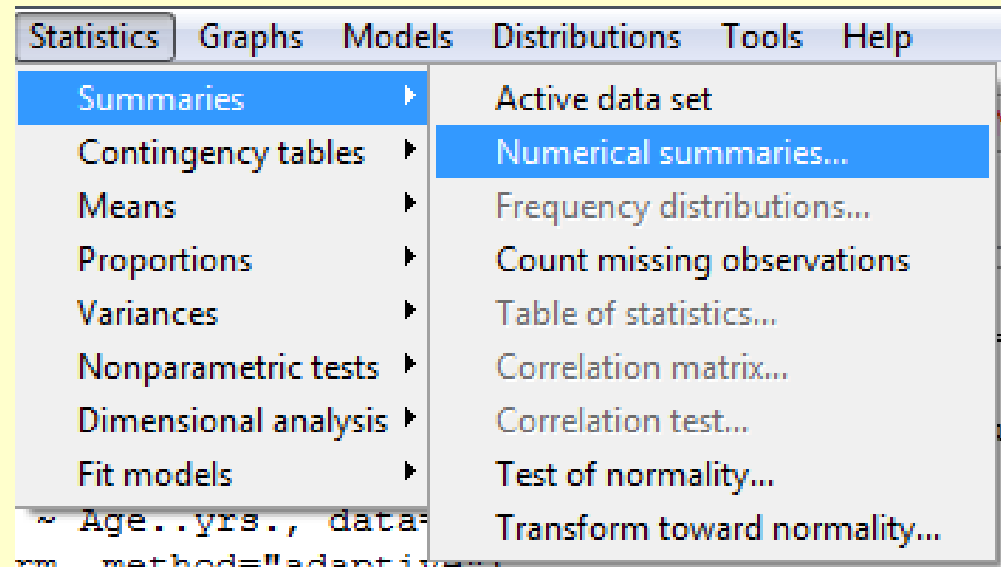 Statistics Graphs Models Distributions Tools Help
Summaries
Contingency tables
Means
Proportions
Variances
Nonparametric tests
Dimensional analysis
Fit models
Active data set
Numerical summaries...
Frequency distributions...
Count missing observations
Table of statistics...
Correlation matrix...
Correlation test...
Test of normality...
Transform toward normality...
~ Age..yrs., data=
method="adaptive"